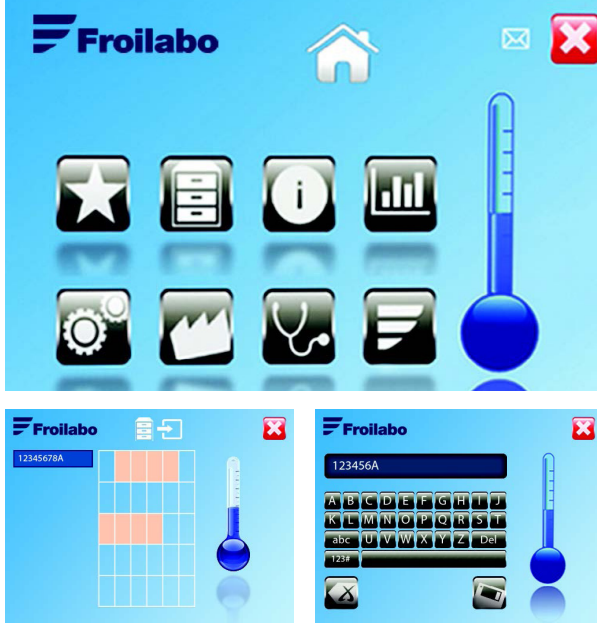 Froilabo
i
Froilabo
12345678A
Froilabo
123456A
A B C D E F G H I J
K L M N O P Q R S T
abc U V W X Y Z Del
123#